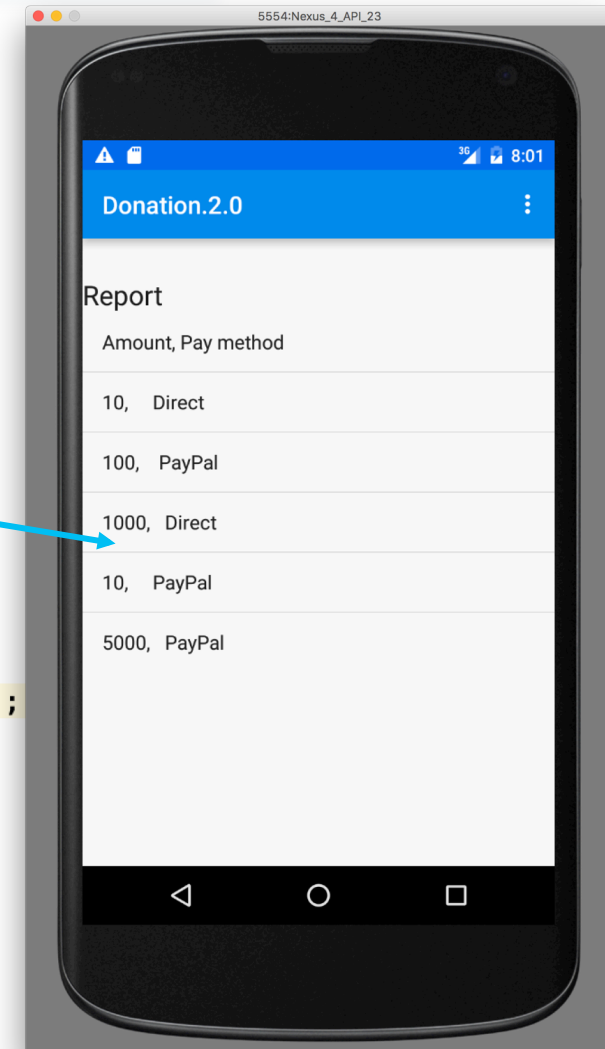 5554:Nexus_4_API_23
3G 8:01
Donation.2.0
Report
Amount, Pay method
10, Direct
100, PayPal
1000, Direct
10, PayPal
5000, PayPal
;